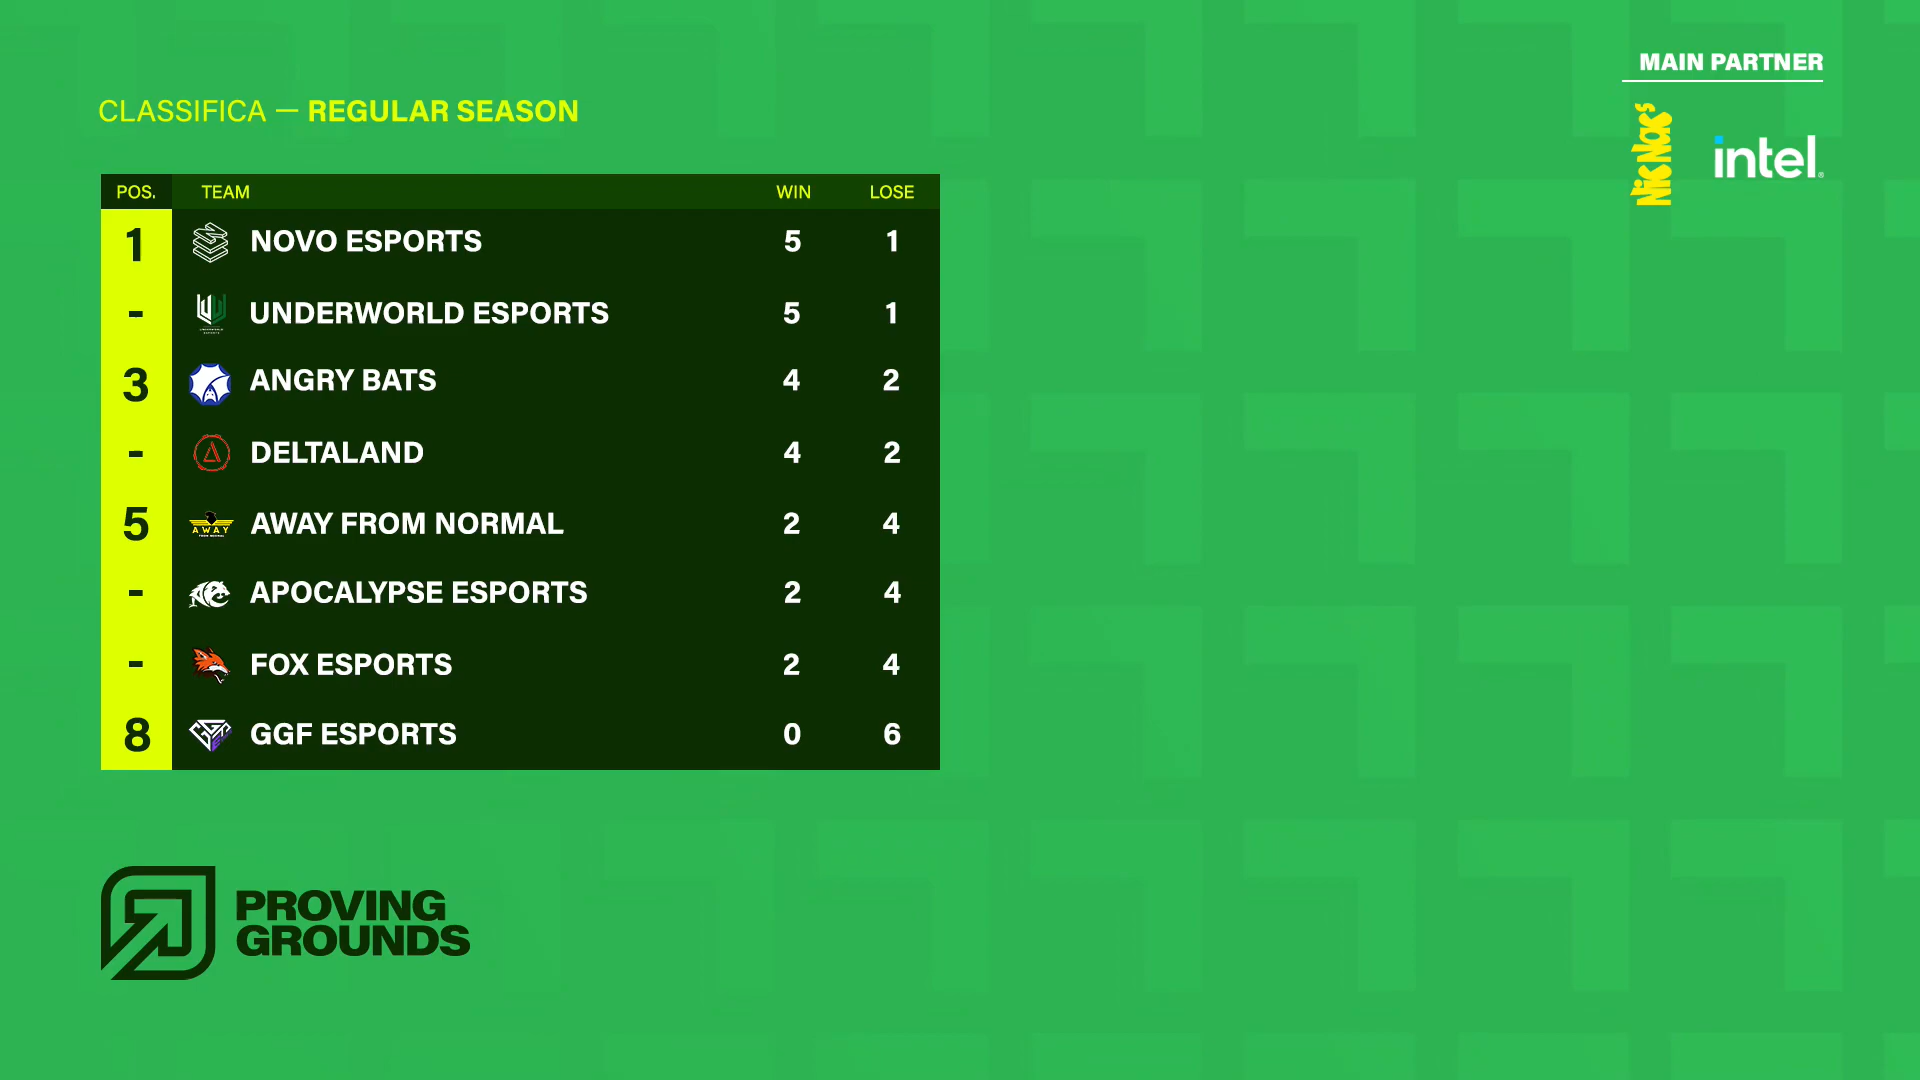 MAIN PARTNER
CLASSIFICA — REGULAR SEASON
NicNac's
intel.
POS. TEAM WIN LOSE
1 NOVO ESPORTS 5 1
- UNDERWORLD ESPORTS 5 1
3 ANGRY BATS 4 2
- DELTALAND 4 2
5 AWAY AWAY FROM NORMAL 2 4
- APOCALYPSE ESPORTS 2 4
- FOX ESPORTS 2 4
8 GGF ESPORTS 0 6
PROVING
GROUNDS